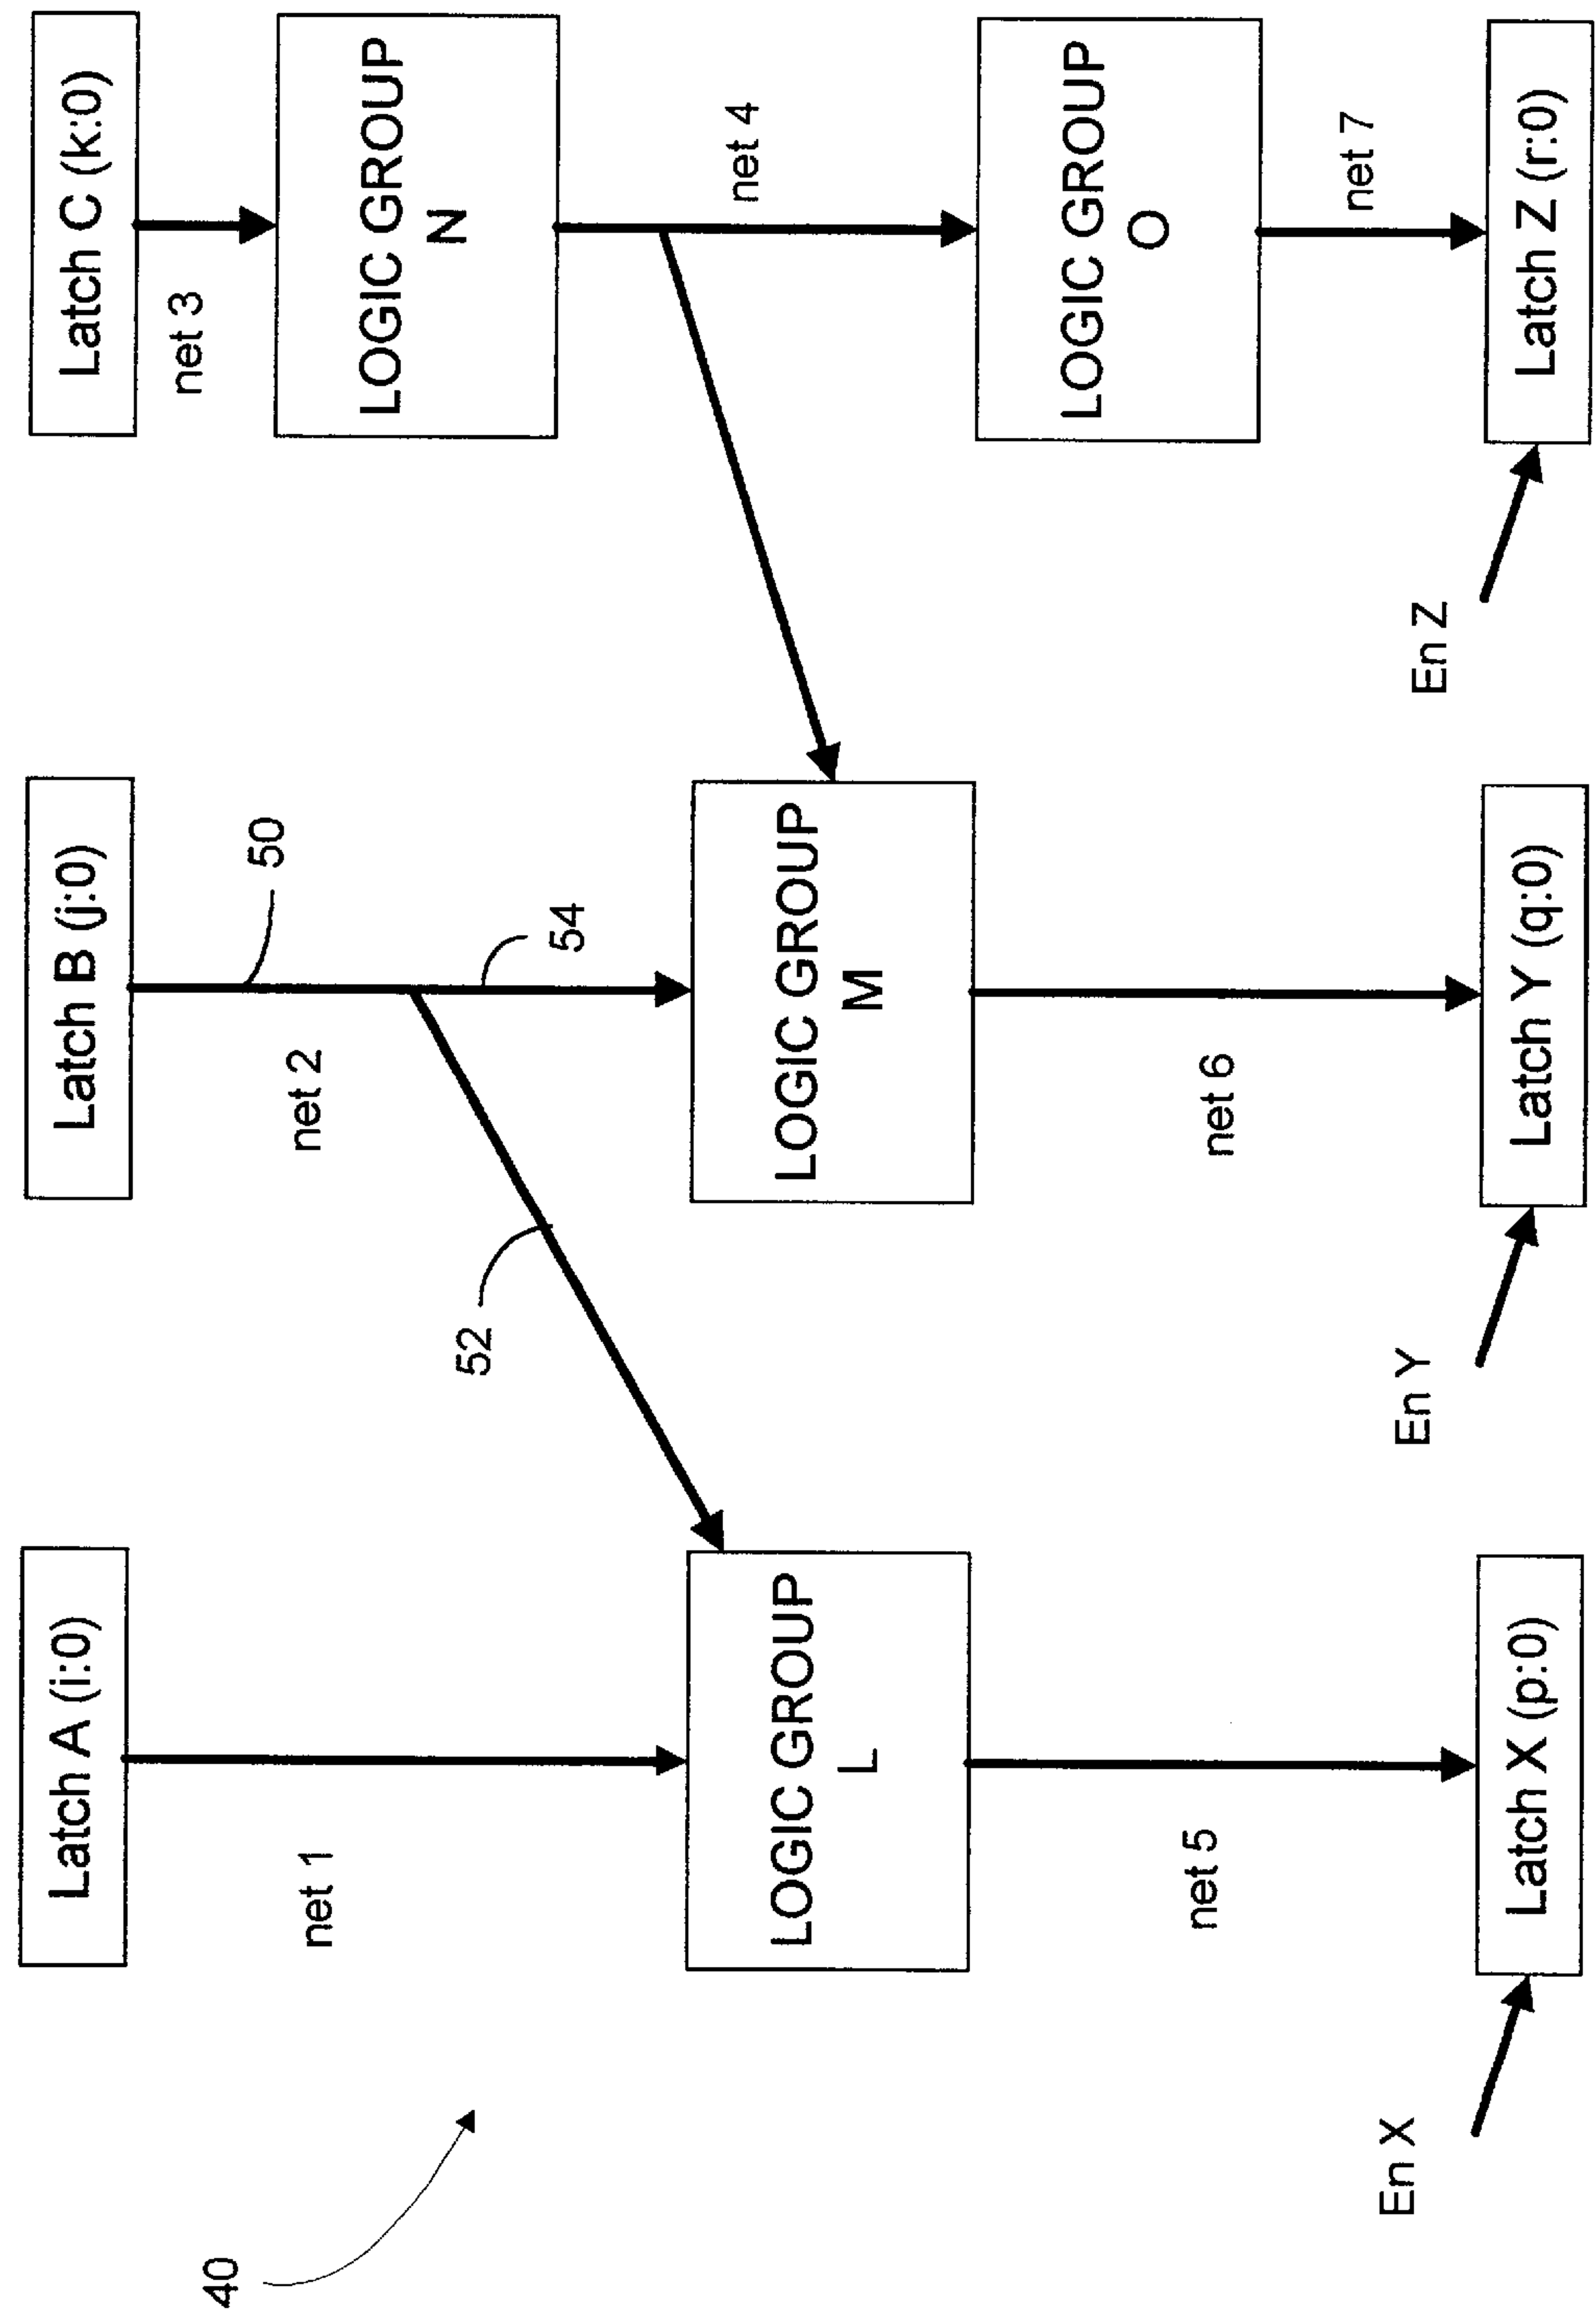 40
Latch A (i:0)
Latch B (j:0)
Latch C (k:0)
net 1
net 2
50
net 3
52
54
LOGIC GROUP
N
LOGIC GROUP
L
LOGIC GROUP
M
net 4
LOGIC GROUP
O
net 5
net 6
net 7
En X
Latch X (p:0)
En Y
Latch Y (q:0)
En Z
Latch Z (r:0)